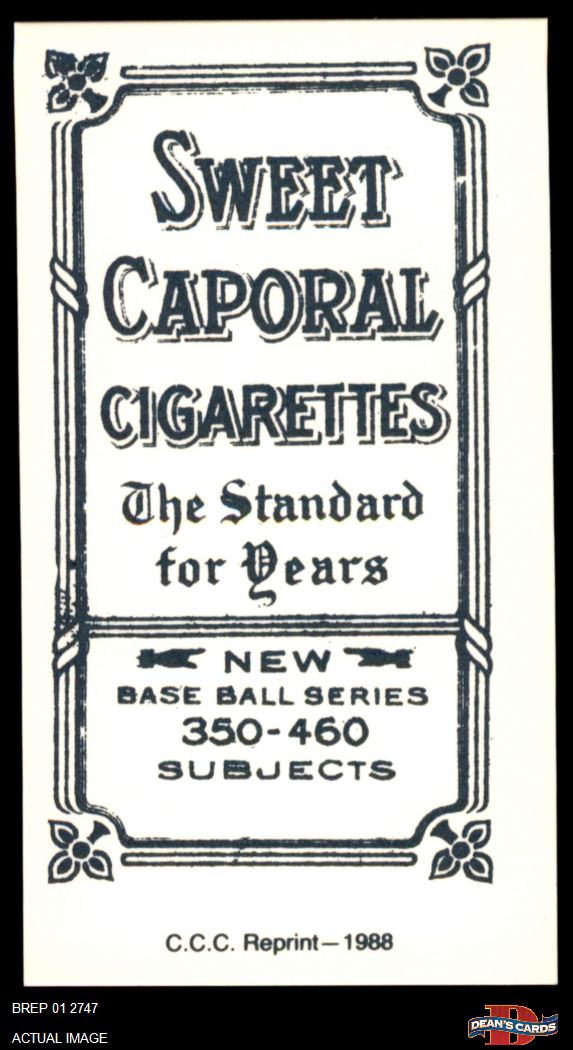 SWEET
CAPORAL
CIGARETTES
The Standard
for Years
NEW
BASE BALL SERIES
350-460
SUBJECTS
C.C.C. Reprint—1988
BREP 01 2747
ACTUAL IMAGE
D
DEAN'S CARDS